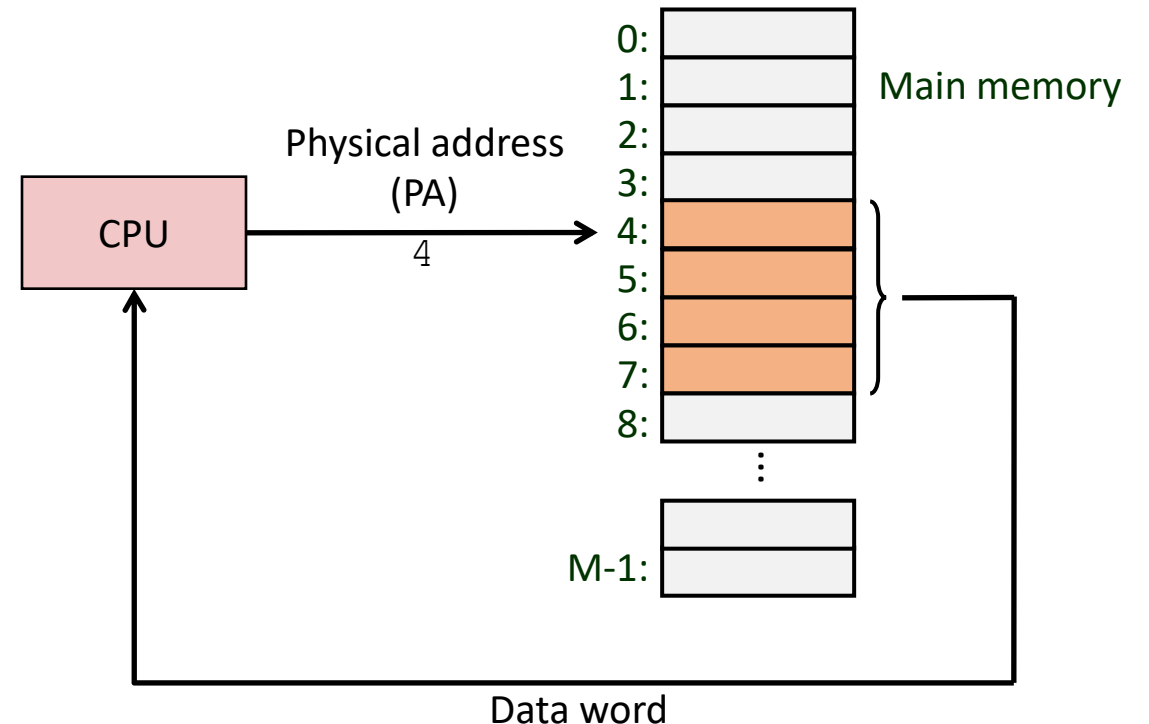 0:
1:
Main memory
2:
Physical address
(PA)
3:
CPU
4:
4
5:
6:
7:
8:
⋮
M-1:
Data word